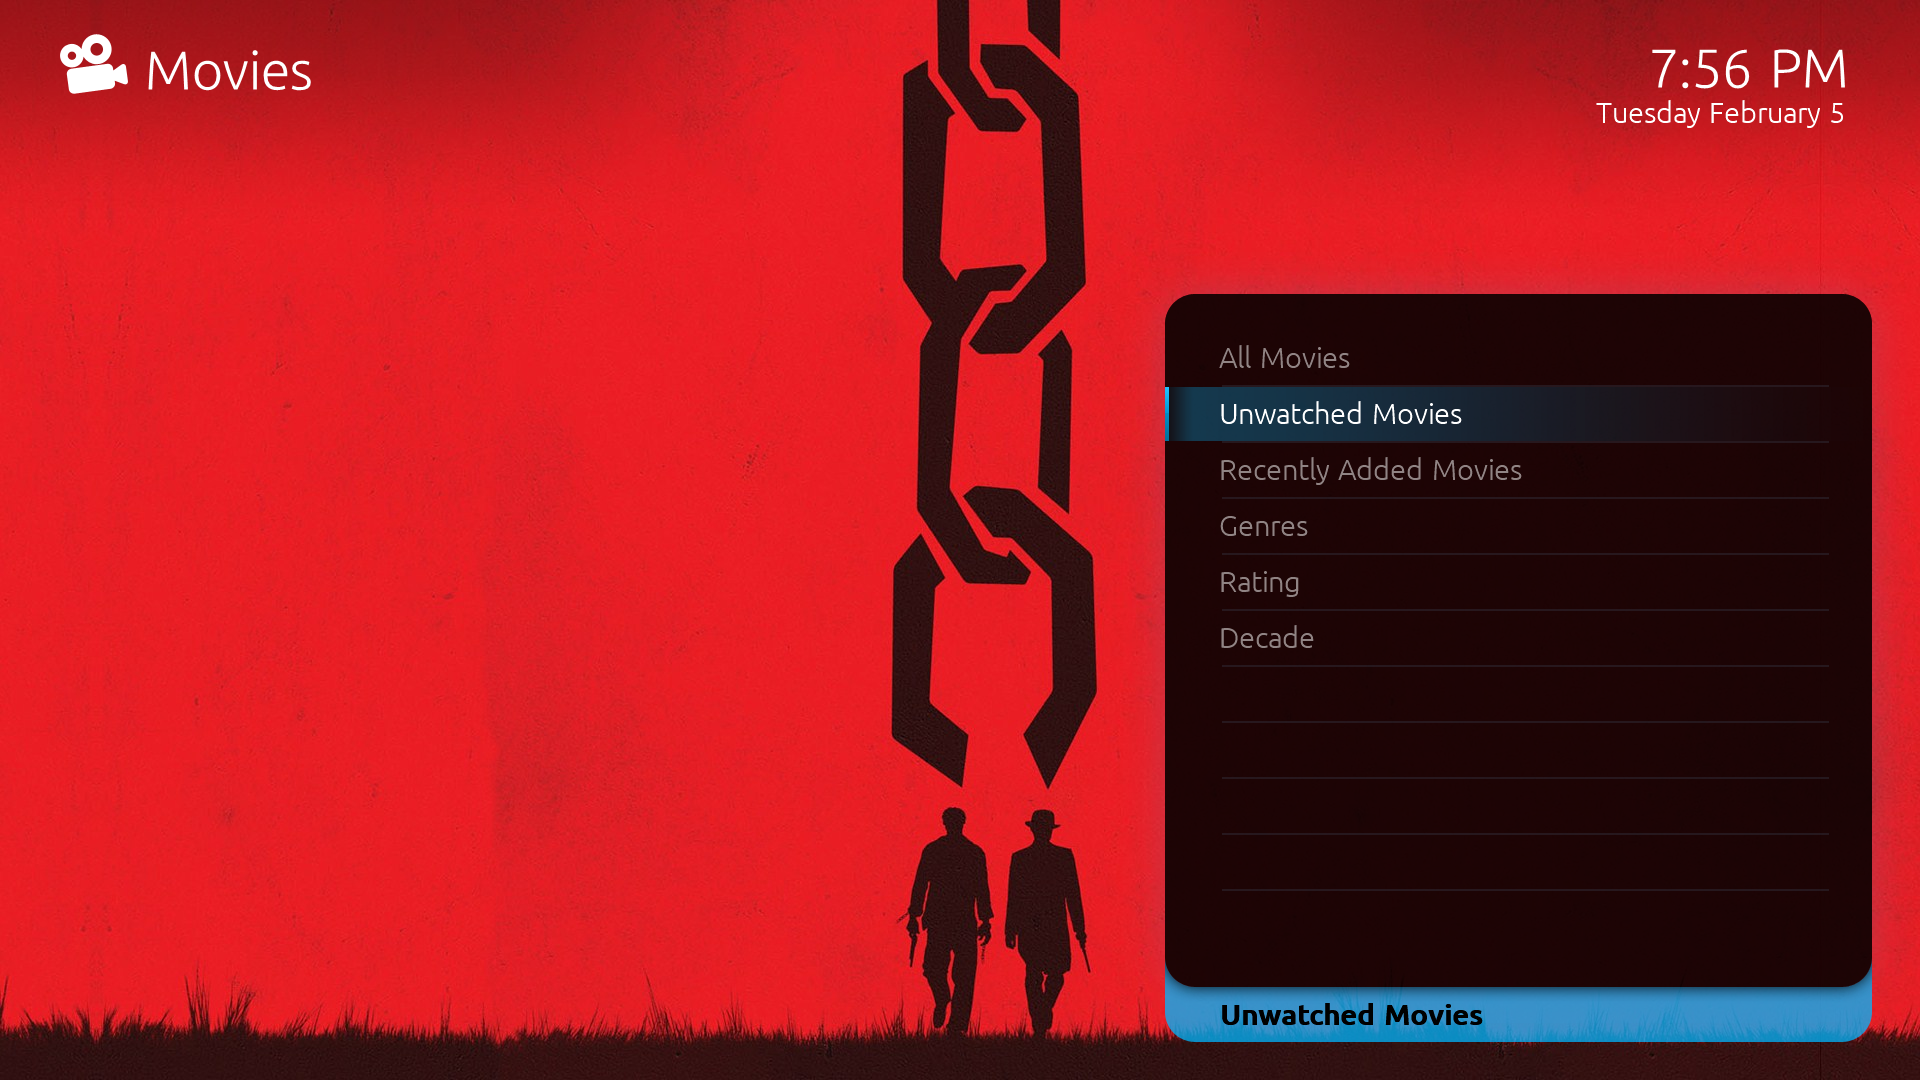 Movies
7:56 PM
Tuesday February 5
All Movies
Unwatched Movies
Recently Added Movies
Genres
Rating
Decade
Unwatched Movies